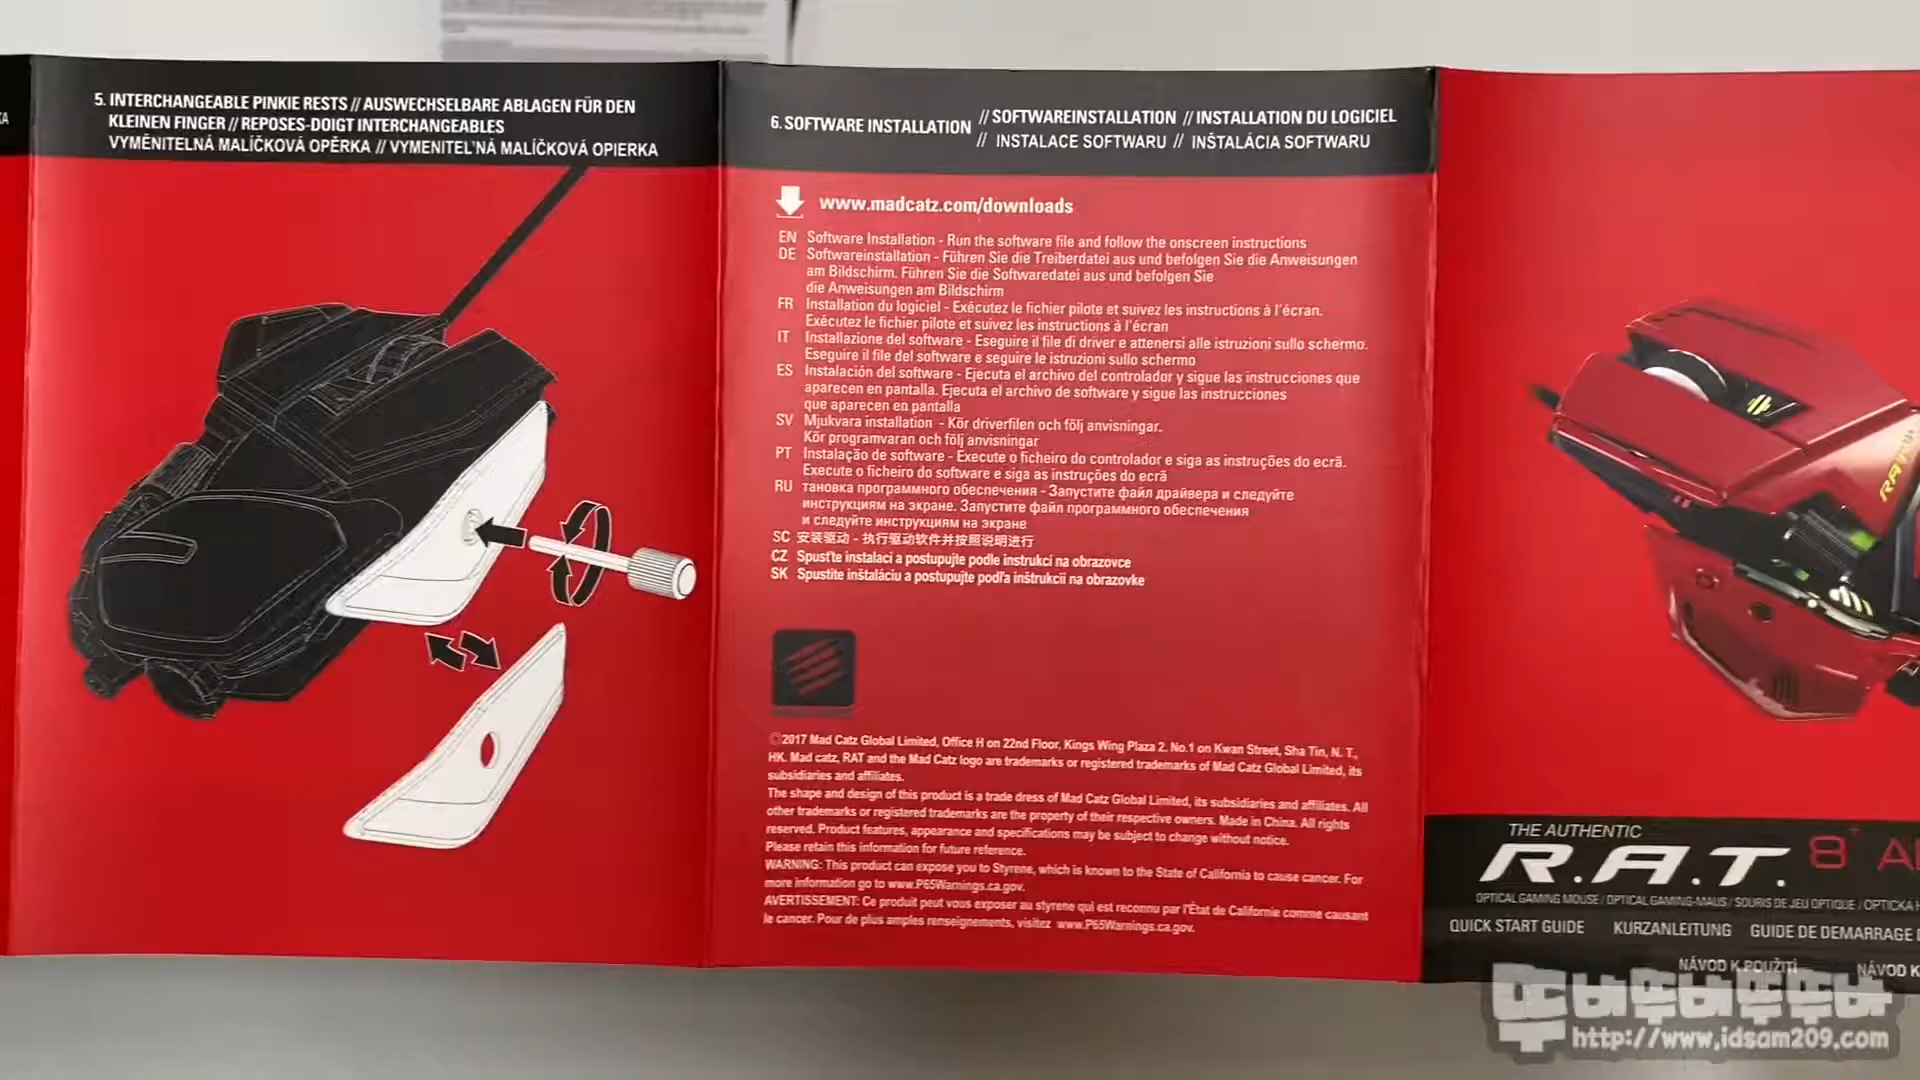 5. INTERCHANGEABLE PINKIE RESTS // AUSWECHSELBARE ABLAGEN FÜR DEN
KLEINEN FINGER // REPOSES-DOIGT INTERCHANGEABLES
VYMĚNITELNÁ MALÍČKOVÁ OPĚRKA // VYMENITEĽNÁ MALÍČKOVÁ OPIERKA
6. SOFTWARE INSTALLATION // SOFTWAREINSTALLATION // INSTALLATION DU LOGICIEL
// INSTALACE SOFTWARU // INŠTALÁCIA SOFTWARU
www.madcatz.com/downloads
EN Software Installation - Run the software file and follow the onscreen instructions
DE Softwareinstallation - Führen Sie die Treiberdatei aus und befolgen Sie die Anweisungen
am Bildschirm. Führen Sie die Softwaredatei aus und befolgen Sie
die Anweisungen am Bildschirm
FR Installation du logiciel - Exécutez le fichier pilote et suivez les instructions à l'écran.
Exécutez le fichier pilote et suivez les instructions à l'écran
IT Installazione del software - Eseguire il file di driver e attenersi alle istruzioni sullo schermo.
Eseguire il file del software e seguire le istruzioni sullo schermo
ES Instalación del software - Ejecuta el archivo del controlador y sigue las instrucciones que
aparecen en pantalla. Ejecuta el archivo de software y sigue las instrucciones
que aparecen en pantalla
SV Mjukvara installation - Kör driverfilen och följ anvisningar.
Kör programvaran och följ anvisningar
PT Instalação de software - Execute o ficheiro do controlador e siga as instruções do ecrã.
Execute o ficheiro do software e siga as instruções do ecrã
RU тановка программного обеспечения - Запустите файл драйвера и следуйте
инструкциям на экране. Запустите файл программного обеспечения
и следуйте инструкциям на экране
SC 安装驱动 - 执行驱动软件并按照说明进行
CZ Spusťte instalaci a postupujte podle instrukcí na obrazovce
SK Spustite inštaláciu a postupujte podľa inštrukcií na obrazovke
©2017 Mad Catz Global Limited, Office H on 22nd Floor, Kings Wing Plaza 2. No.1 on Kwan Street, Sha Tin, N. T.,
HK. Mad catz, RAT and the Mad Catz logo are trademarks or registered trademarks of Mad Catz Global Limited, its
subsidiaries and affiliates.
The shape and design of this product is a trade dress of Mad Catz Global Limited, its subsidiaries and affiliates. All
other trademarks or registered trademarks are the property of their respective owners. Made in China. All rights
reserved. Product features, appearance and specifications may be subject to change without notice.
Please retain this information for future reference.
WARNING: This product can expose you to Styrene, which is known to the State of California to cause cancer. For
more information go to www.P65Warnings.ca.gov.
AVERTISSEMENT: Ce produit peut vous exposer au styrene qui est reconnu par l'État de Californie comme causant
le cancer. Pour de plus amples renseignements, visitez www.P65Warnings.ca.gov.
THE AUTHENTIC
R.A.T. 8+
OPTICAL GAMING MOUSE / OPTICAL GAMING-MAUS / SOURIS DE JEU OPTIQUE /
QUICK START GUIDE KURZANLEITUNG GUIDE DE DEMARRAGE
NÁVOD K POUŽITÍ NÁVOD
http://www.idsam209.com